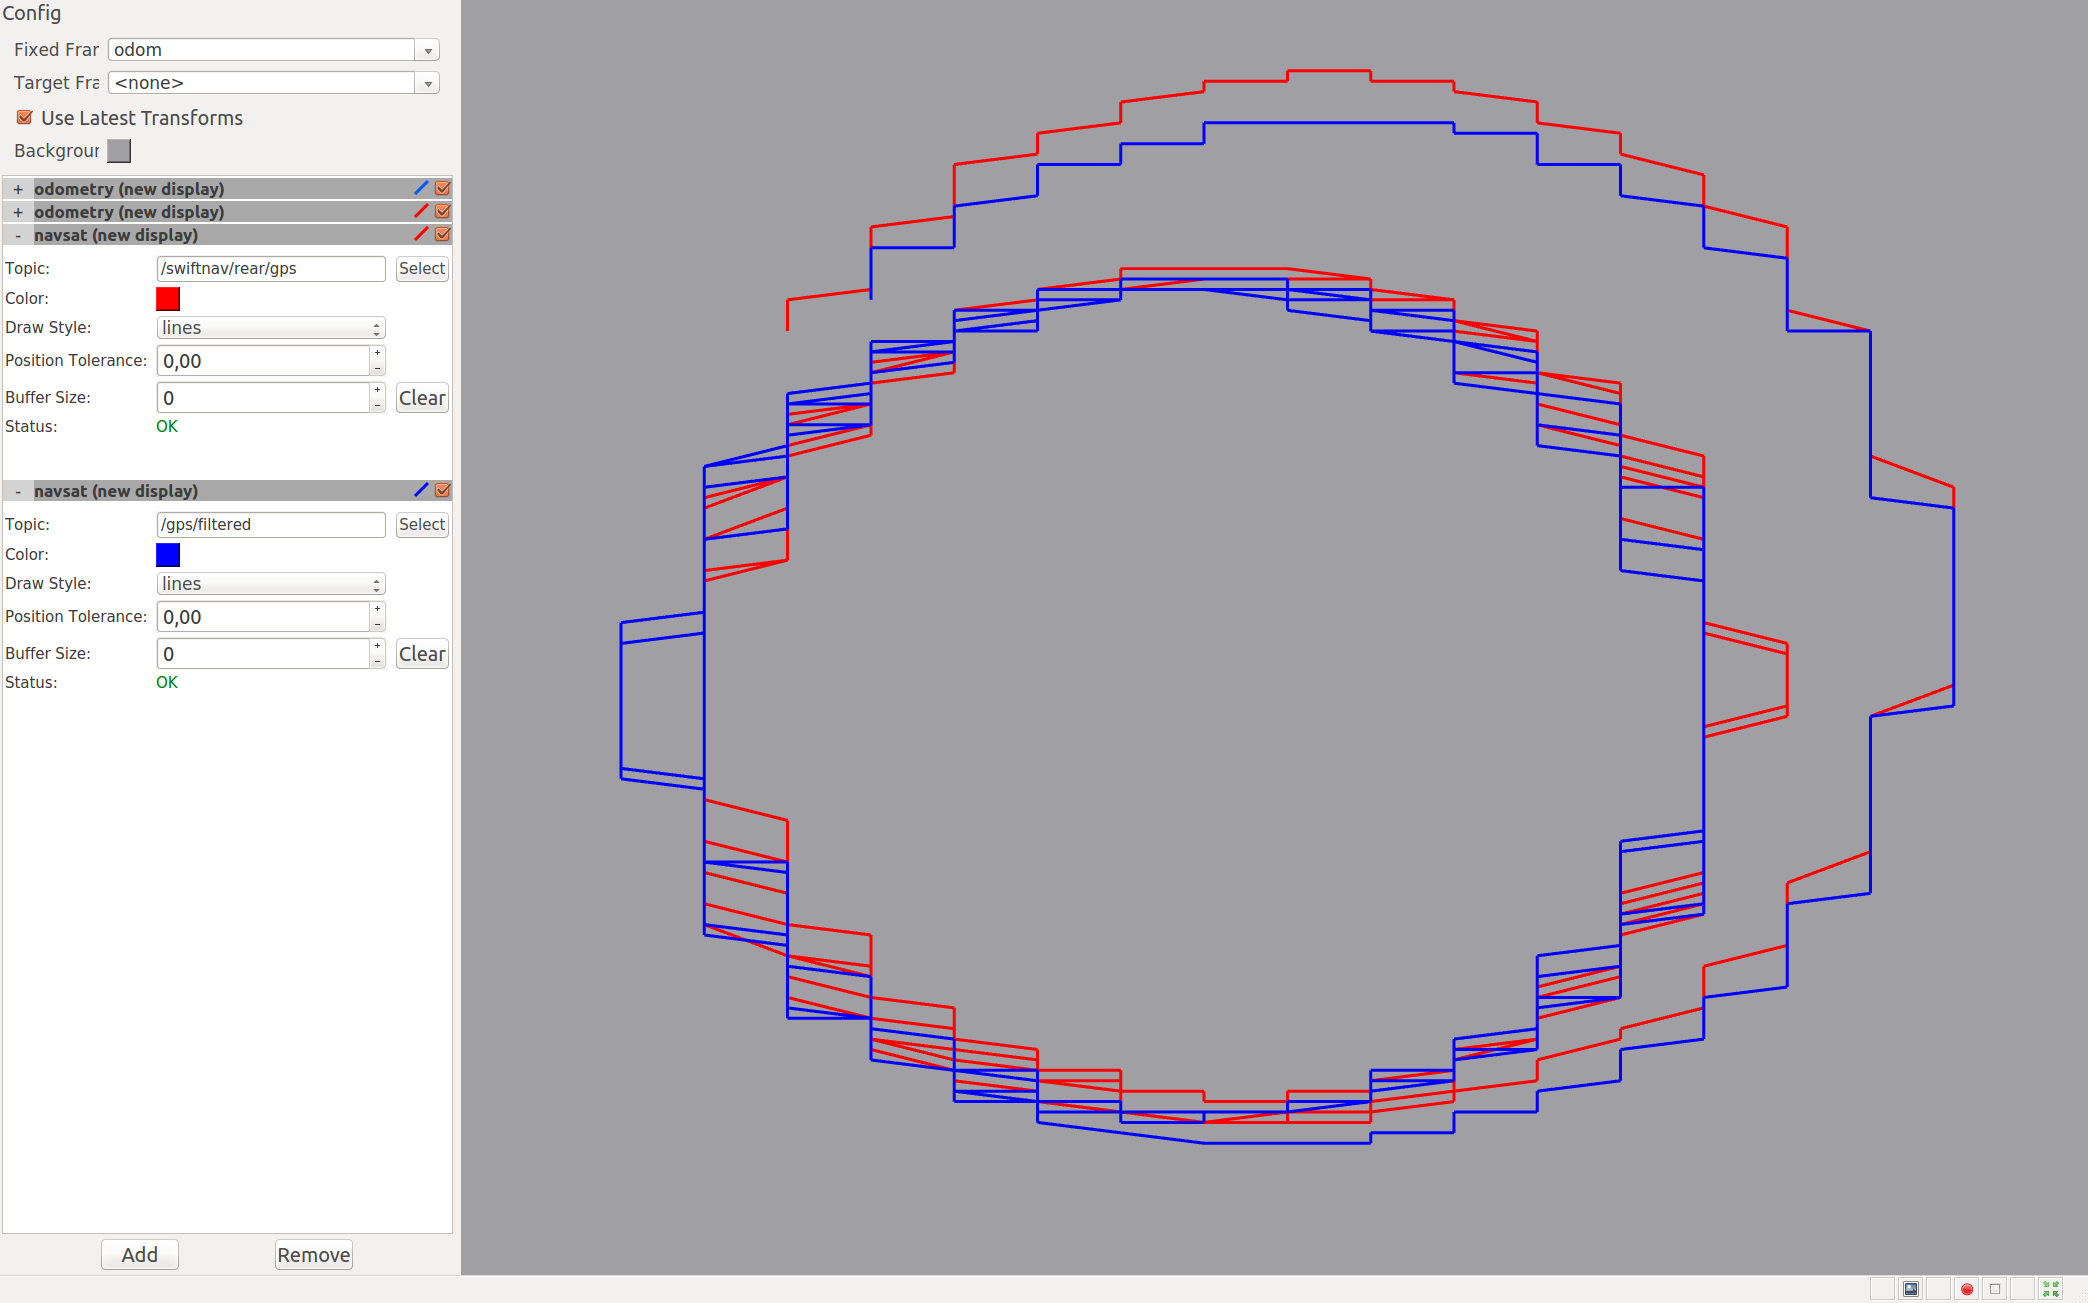 Config
Fixed Frar odom
Target Fra <none>
Use Latest Transforms
Backgrour
+ odometry (new display)
+ odometry (new display)
- navsat (new display)
Topic: /swiftnav/rear/gps Select
Color:
Draw Style: lines
Position Tolerance: 0,00
Buffer Size: 0 Clear
Status: OK
- navsat (new display)
Topic: /gps/filtered Select
Color:
Draw Style: lines
Position Tolerance: 0,00
Buffer Size: 0 Clear
Status: OK
Add Remove